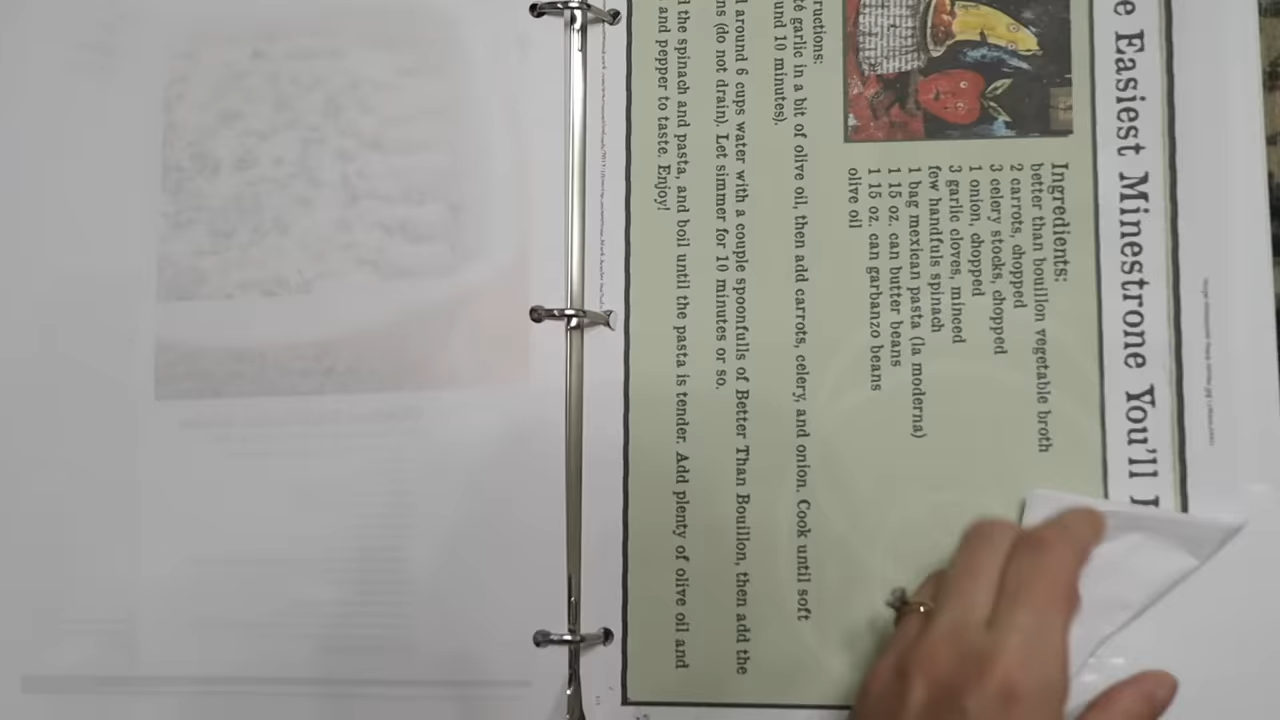 e Easiest Minestrone You'll
Ingredients:
better than bouillon vegetable broth
2 carrots, chopped
3 celery stocks, chopped
1 onion, chopped
3 garlic cloves, minced
few handfuls spinach
1 bag mexican pasta (la moderna)
1 15 oz. can butter beans
1 15 oz. can garbanzo beans
olive oil
ructions:
té garlic in a bit of olive oil, then add carrots, celery, and onion. Cook until soft
und 10 minutes).
d around 6 cups water with a couple spoonfulls of Better Than Bouillon, then add the
ns (do not drain). Let simmer for 10 minutes or so.
d the spinach and pasta, and boil until the pasta is tender. Add plenty of olive oil and
and pepper to taste. Enjoy!